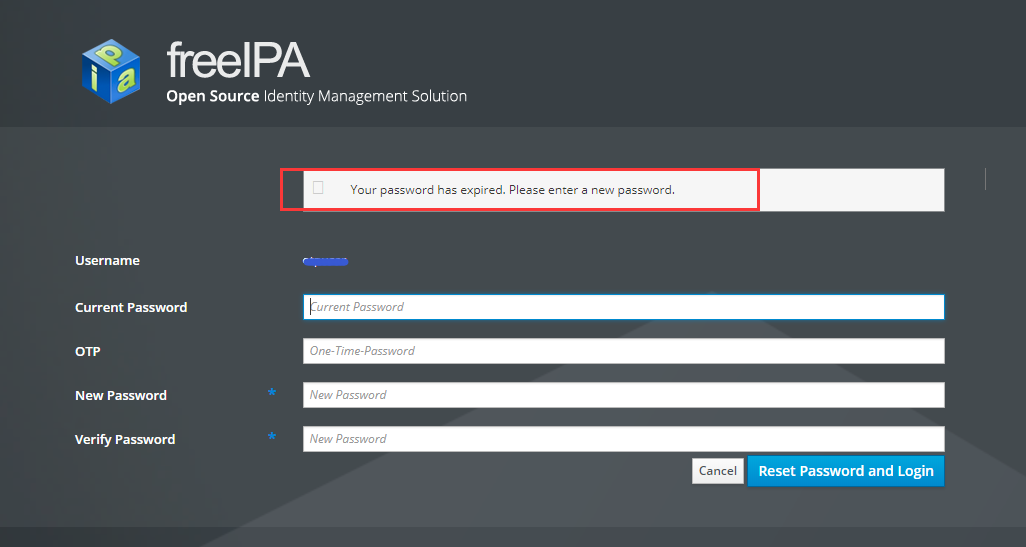 freeIPA
Open Source Identity Management Solution
Your password has expired. Please enter a new password.
Username
Current Password
Current Password
OTP
One-Time-Password
New Password *
New Password
Verify Password *
New Password
Cancel
Reset Password and Login